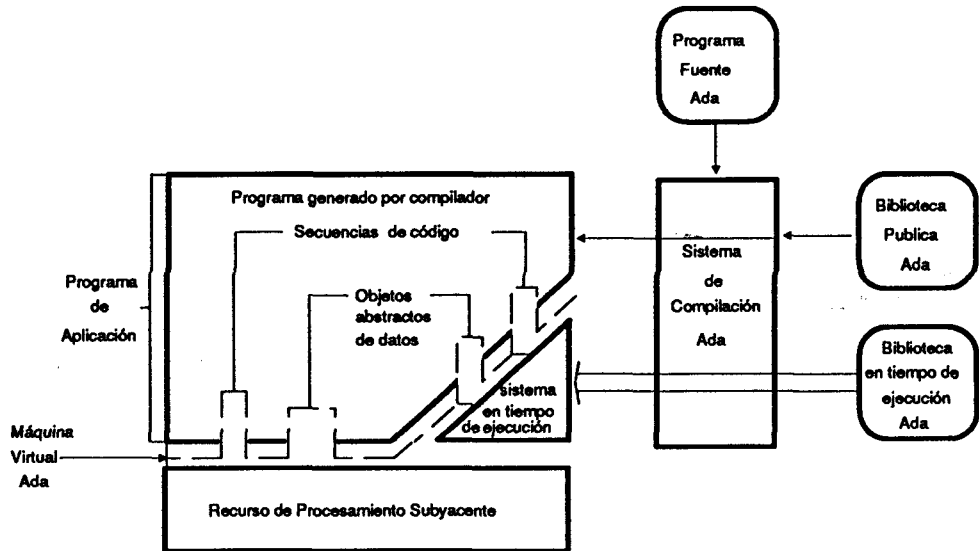 Programa
Fuente
Ada
Programa generado por compilador
Secuencias de código
Objetos
abstractos
de datos
Programa
de
Aplicación
Sistema
de
Compilación
Ada
Biblioteca
Publica
Ada
sistema
en tiempo
de ejecución
Biblioteca
en tiempo de
ejecución
Ada
Máquina
Virtual
Ada
Recurso de Procesamiento Subyacente